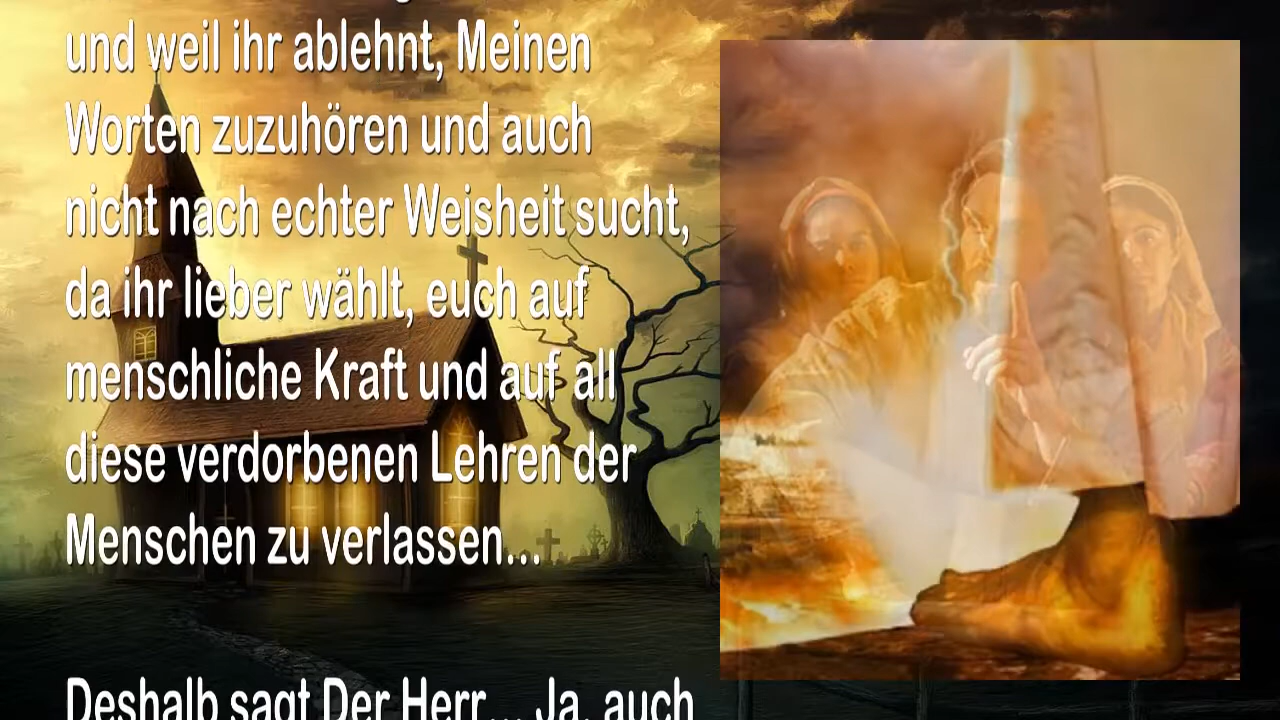 und weil ihr ablehnt, Meinen
Worten zuzuhören und auch
nicht nach echter Weisheit sucht,
da ihr lieber wählt, euch auf
menschliche Kraft und auf all
diese verdorbenen Lehren der
Menschen zu verlassen...
Deshalb sagt Der Herr... Ja, auch